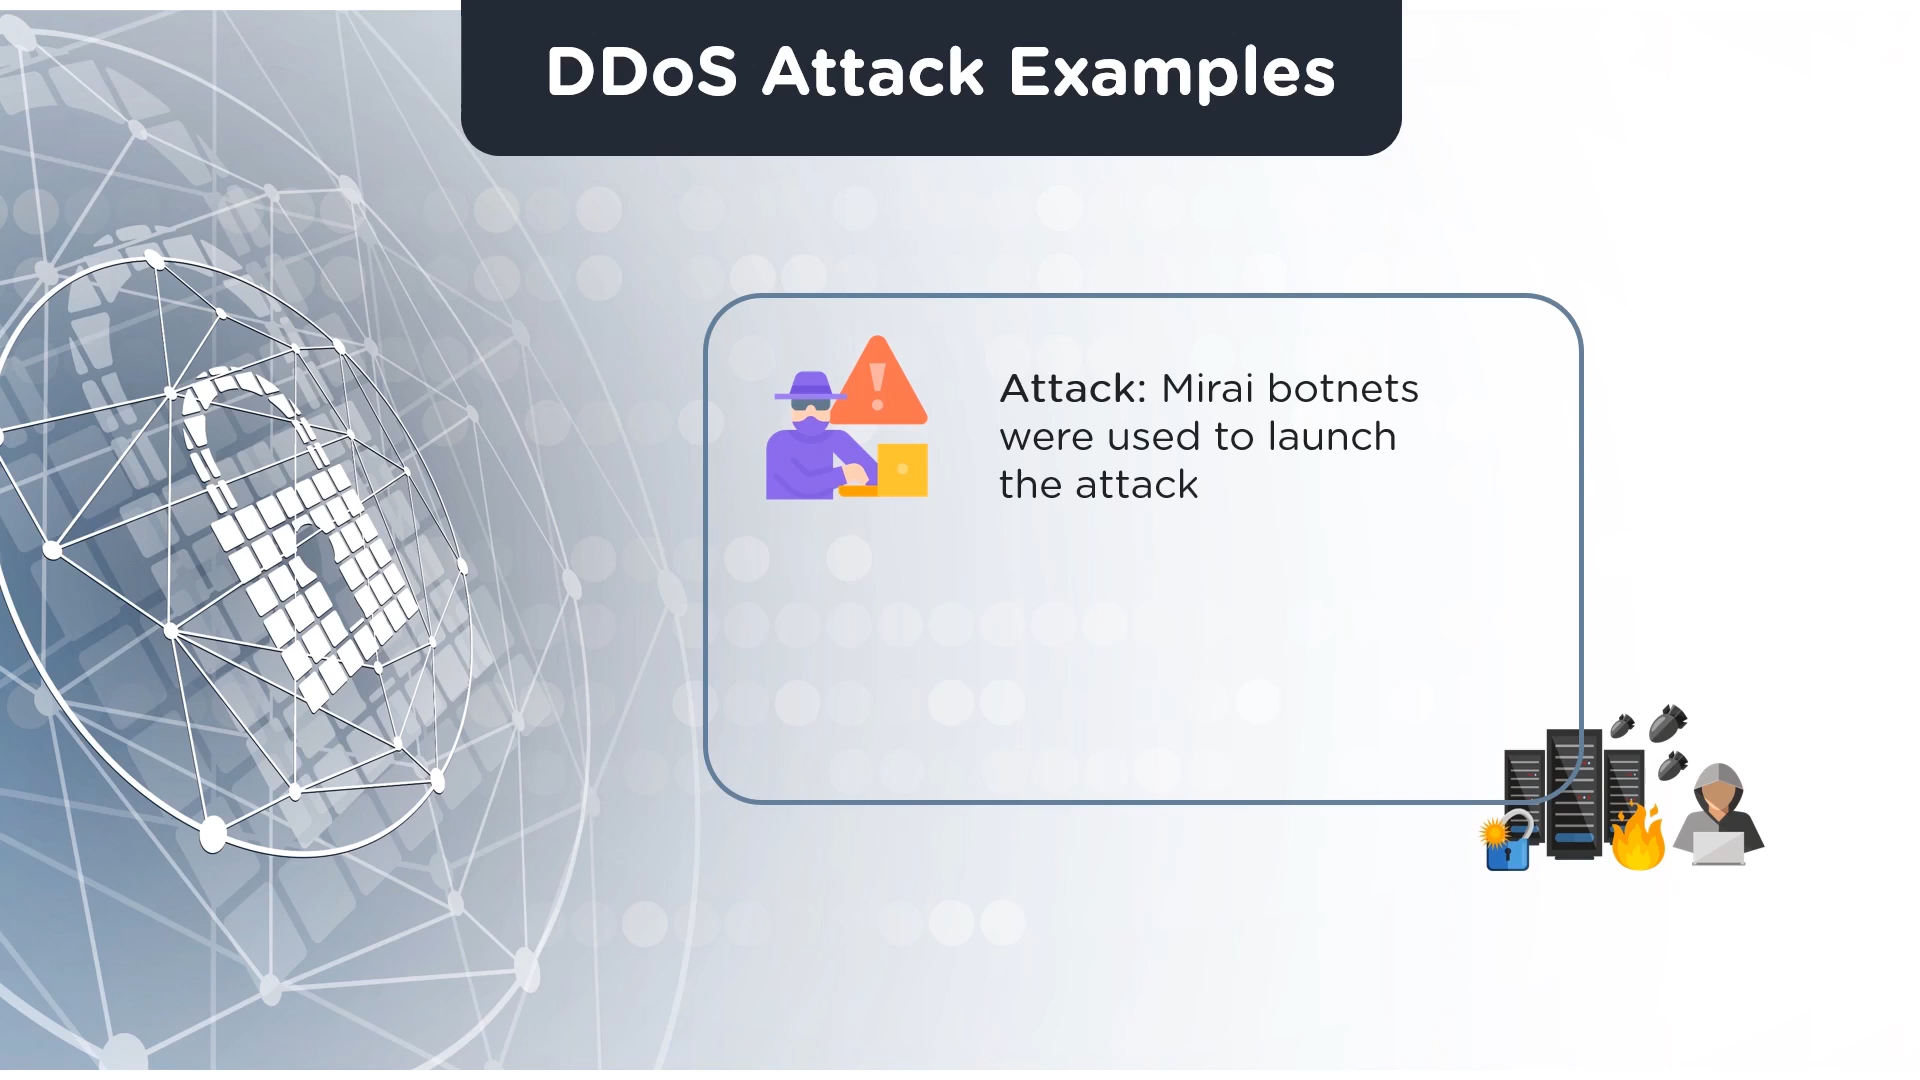 DDoS Attack Examples
Attack: Mirai botnets
were used to launch
the attack